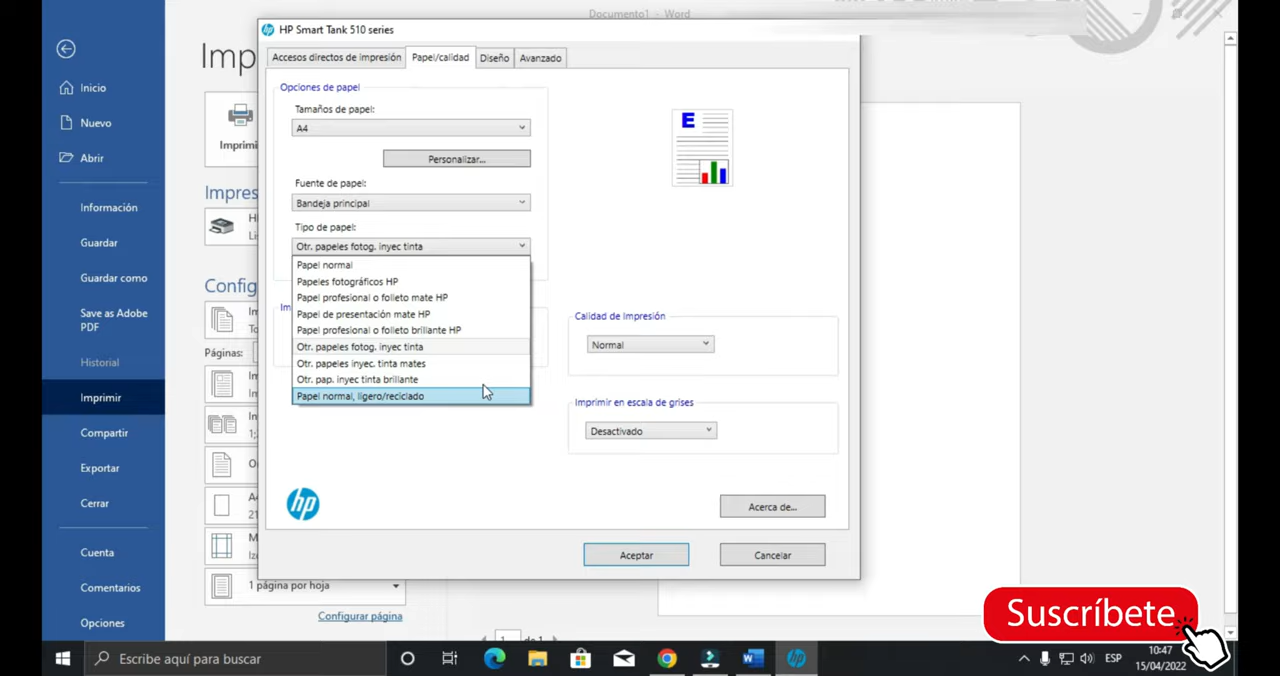 Documento1 - Word
HP Smart Tank 510 series
Accesos directos de impresión
Papel/calidad
Diseño
Avanzado
Opciones de papel
Tamaños de papel:
A4
Personalizar...
Fuente de papel:
Bandeja principal
Tipo de papel:
Otr. papeles fotog. inyec tinta
Papel normal
Papeles fotográficos HP
Papel profesional o folleto mate HP
Papel de presentación mate HP
Papel profesional o folleto brillante HP
Otr. papeles fotog. inyec tinta
Otr. papeles inyec. tinta mates
Otr. pap. inyec tinta brillante
Papel normal, ligero/reciclado
E
Calidad de impresión
Normal
Imprimir en escala de grises
Desactivado
hp
Acerca de...
Aceptar
Cancelar
Inicio
Nuevo
Abrir
Información
Guardar
Guardar como
Save as Adobe
PDF
Historial
Imprimir
Compartir
Exportar
Cerrar
Cuenta
Comentarios
Opciones
Imp
Imprimi
Impres
H
Lis
Config
Páginas:
1 página por hoja
Configurar página
1 de 1
Suscríbete
Escribe aquí para buscar
ESP
10:47
15/04/2022